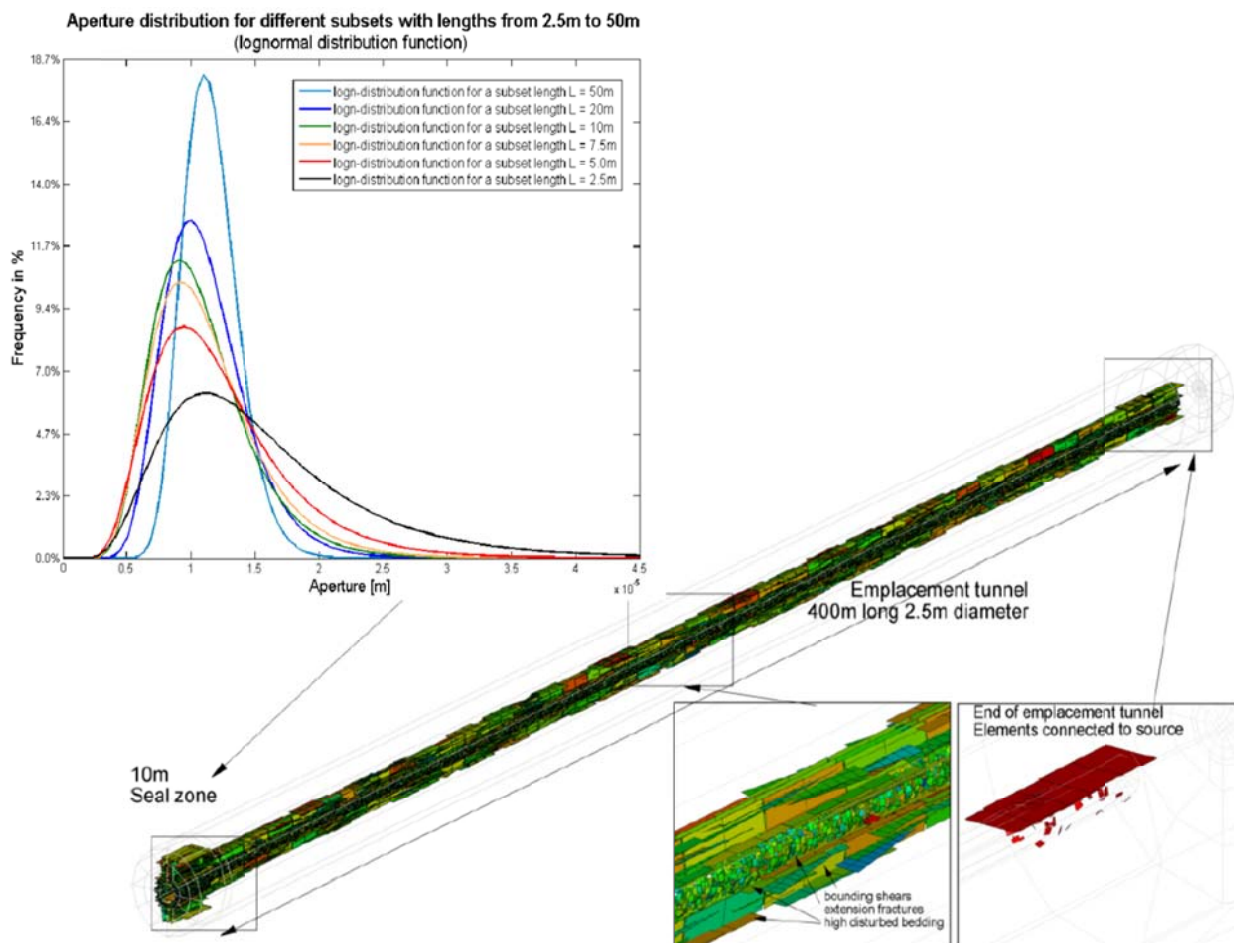 Aperture distribution for different subsets with lengths from 2.5m to 50m
(lognormal distribution function)
18.7%
16.4%
14.0%
11.7%
9.4%
7.0%
4.7%
2.3%
0.0%
Frequency in %
logn-distribution function for a subset length L = 50m
logn-distribution function for a subset length L = 20m
logn-distribution function for a subset length L = 10m
logn-distribution function for a subset length L = 7.5m
logn-distribution function for a subset length L = 5.0m
logn-distribution function for a subset length L = 2.5m
0 0.5 1 1.5 2 2.5 3 3.5 4 4.5
Aperture [m]
x 10⁻⁵
Emplacement tunnel
400m long 2.5m diameter
10m
Seal zone
bounding shears
extension fractures
high disturbed bedding
End of emplacement tunnel
Elements connected to source